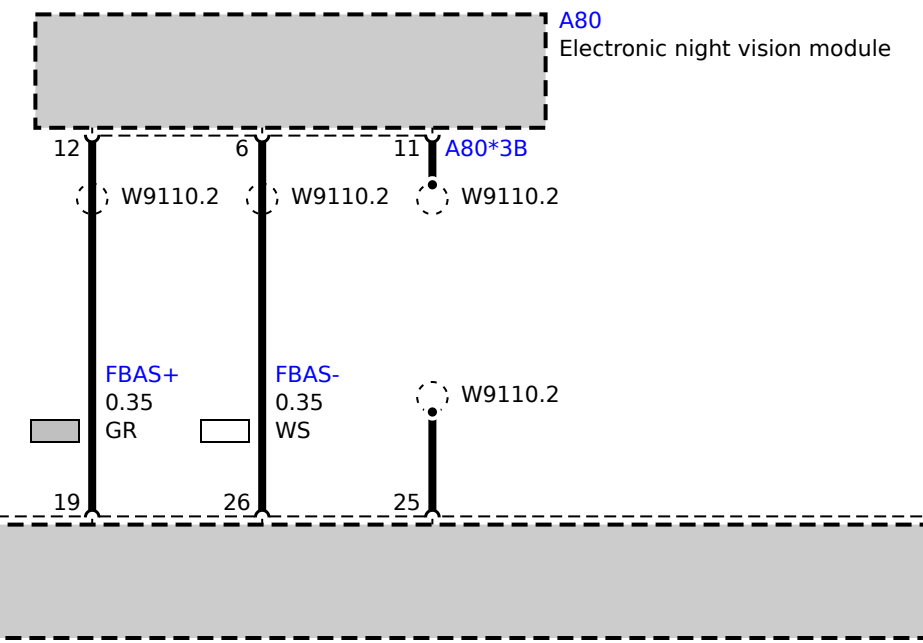 A80
Electronic night vision module
12
6
11
A80*3B
W9110.2
W9110.2
W9110.2
W9110.2
FBAS+
0.35
GR
FBAS-
0.35
WS
19
26
25